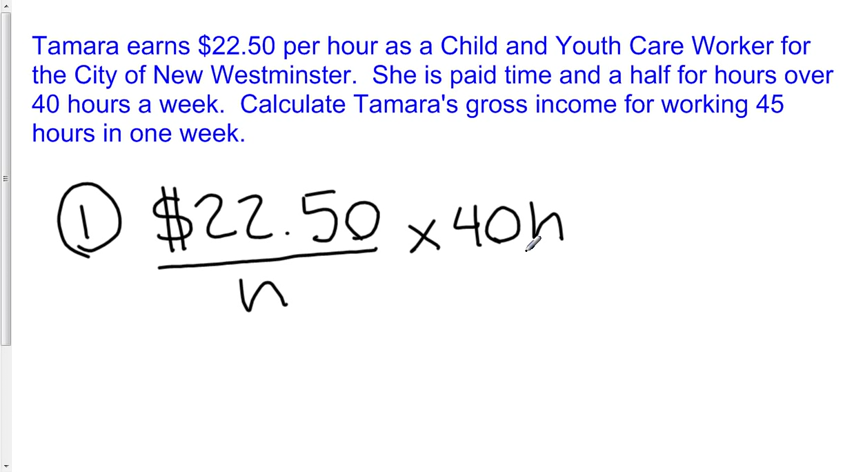 Tamara earns $22.50 per hour as a Child and Youth Care Worker for
the City of New Westminster. She is paid time and a half for hours over
40 hours a week. Calculate Tamara's gross income for working 45
hours in one week.
① $22.50 × 40h
h